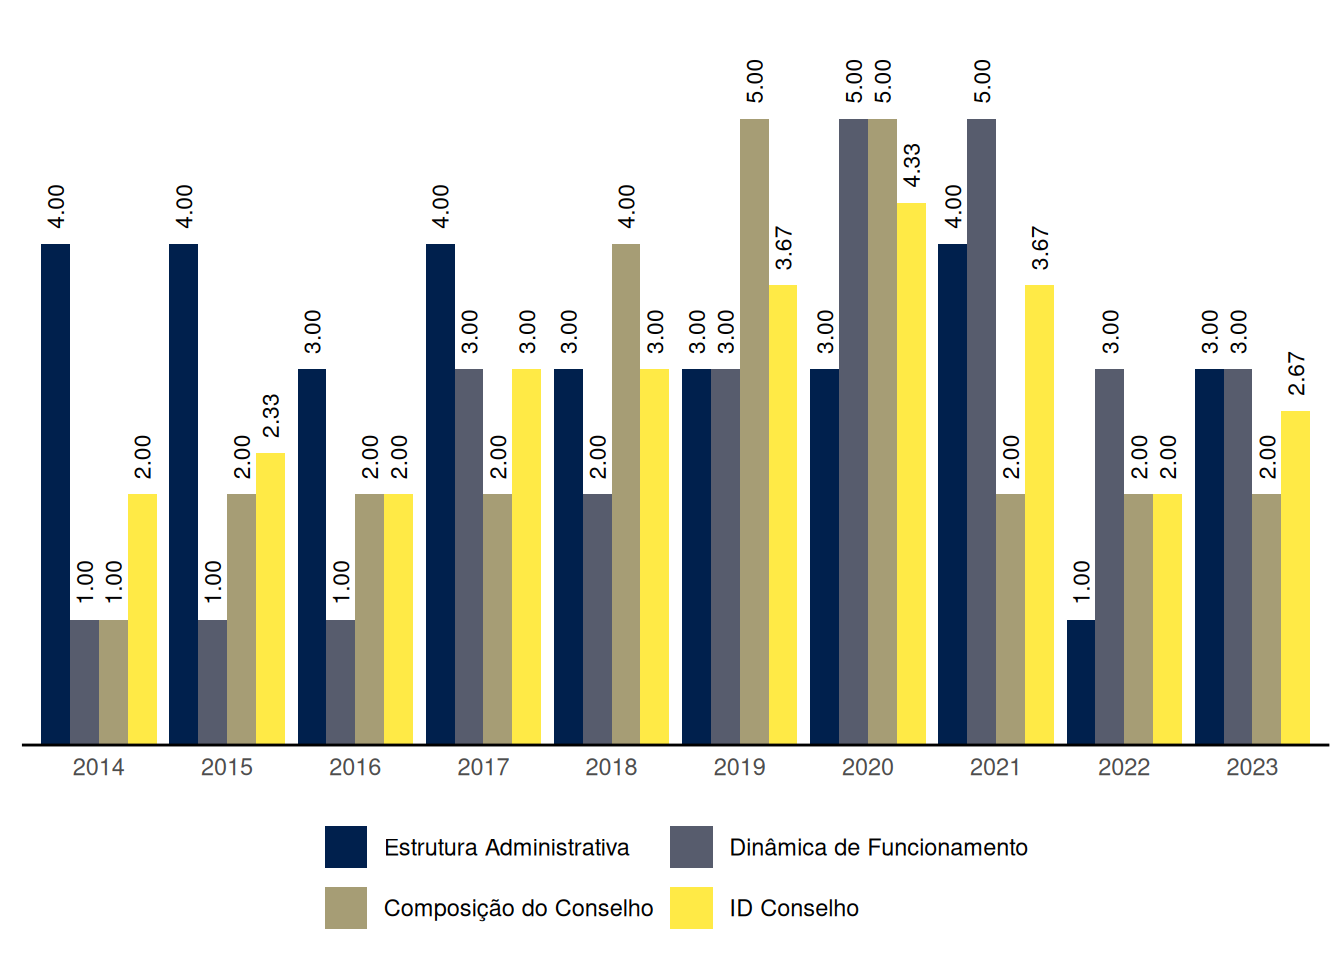 4.00 1.00 1.00 2.00
4.00 1.00 2.00 2.33
3.00 1.00 2.00 2.00
4.00 3.00 2.00 3.00
3.00 2.00 4.00 3.00
3.00 3.00 5.00 3.67
3.00 5.00 5.00 4.33
4.00 5.00 2.00 3.67
1.00 3.00 2.00 2.00
3.00 3.00 2.00 2.67
2014 2015 2016 2017 2018 2019 2020 2021 2022 2023
Estrutura Administrativa Dinâmica de Funcionamento
Composição do Conselho ID Conselho